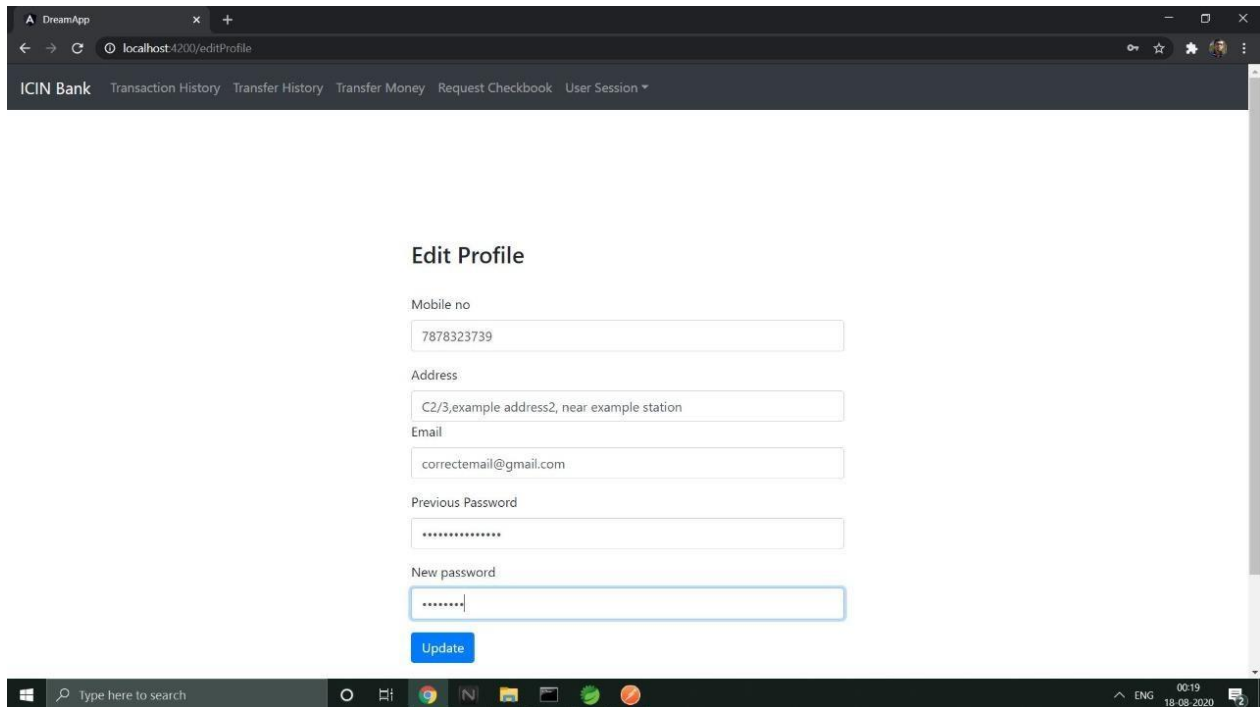 DreamApp
localhost:4200/editProfile
ICIN Bank Transaction History Transfer History Transfer Money Request Checkbook User Session
Edit Profile
Mobile no
7878323739
Address
C2/3,example address2, near example station
Email
correctemail@gmail.com
Previous Password
•••••••••••••••
New password
••••••••
Update
Type here to search
ENG
00:19
18-08-2020
2